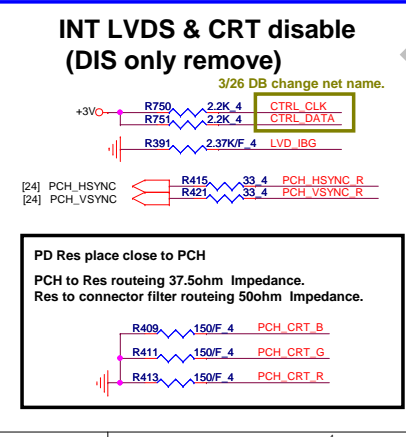 INT LVDS & CRT disable
(DIS only remove)
3/26 DB change net name.
+3V R750 2.2K_4 CTRL_CLK
R751 2.2K_4 CTRL_DATA
R391 2.37K/F_4 LVD_IBG
[24] PCH_HSYNC R415 33_4 PCH_HSYNC_R
[24] PCH_VSYNC R421 33_4 PCH_VSYNC_R
PD Res place close to PCH
PCH to Res routeing 37.5ohm Impedance.
Res to connector filter routeing 50ohm Impedance.
R409 150/F_4 PCH_CRT_B
R411 150/F_4 PCH_CRT_G
R413 150/F_4 PCH_CRT_R